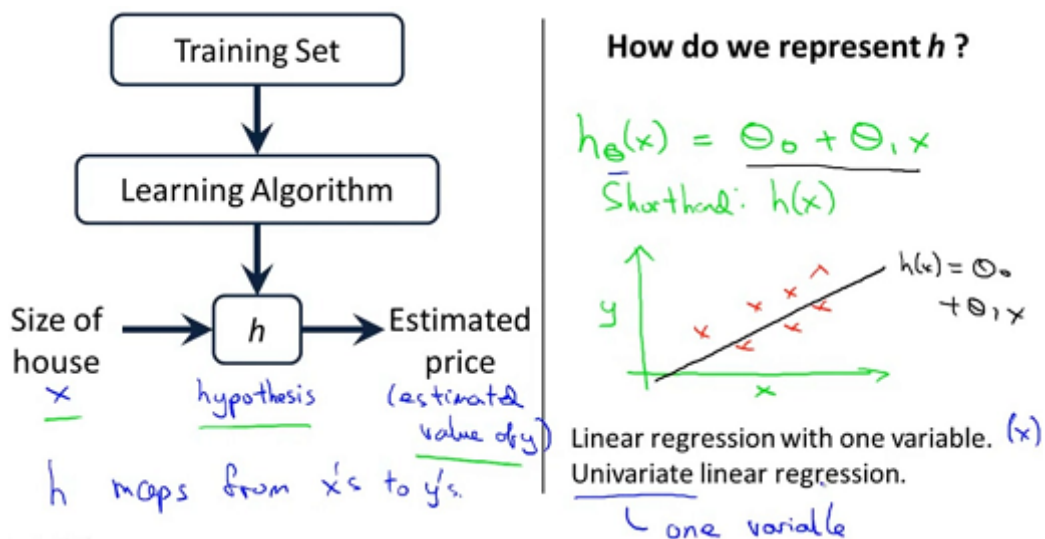 Training Set
Learning Algorithm
Size of
house
h
Estimated
price
x
hypothesis
(estimated
value of y)
h maps from x's to y's.
How do we represent h ?
hθ(x) = θ₀ + θ₁x
Shorthand: h(x)
y
x
h(x) = θ₀
+ θ₁x
Linear regression with one variable. (x)
Univariate linear regression.
one variable